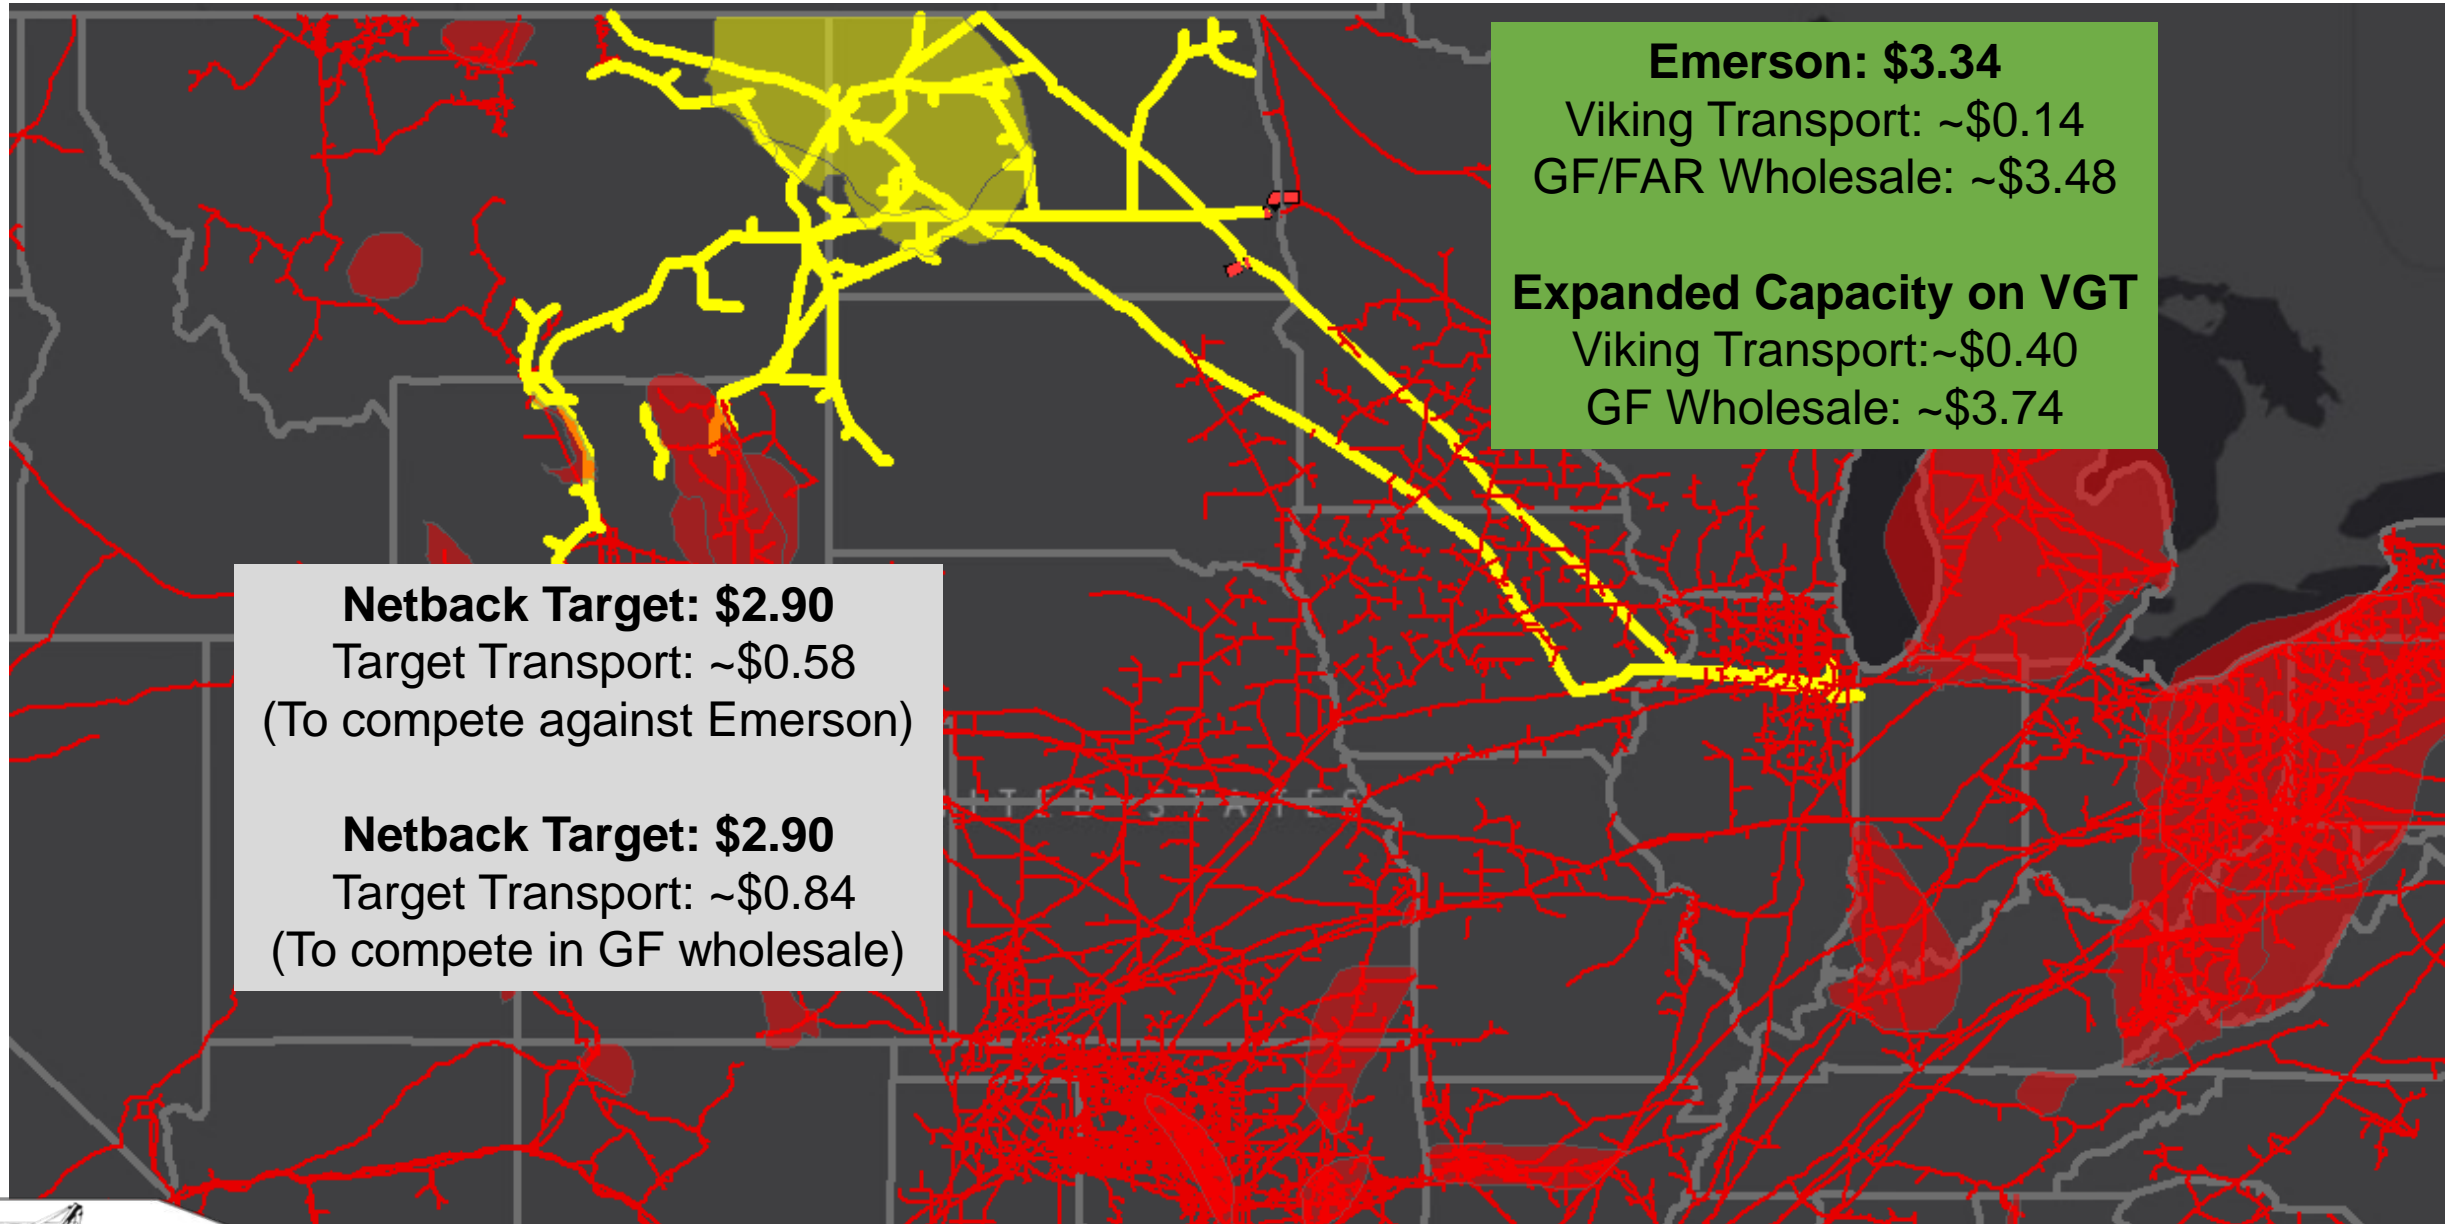 Emerson: $3.34
Viking Transport: ~$0.14
GF/FAR Wholesale: ~$3.48
Expanded Capacity on VGT
Viking Transport:~$0.40
GF Wholesale: ~$3.74
Netback Target: $2.90
Target Transport: ~$0.58
(To compete against Emerson)
Netback Target: $2.90
Target Transport: ~$0.84
(To compete in GF wholesale)
ITED STATES